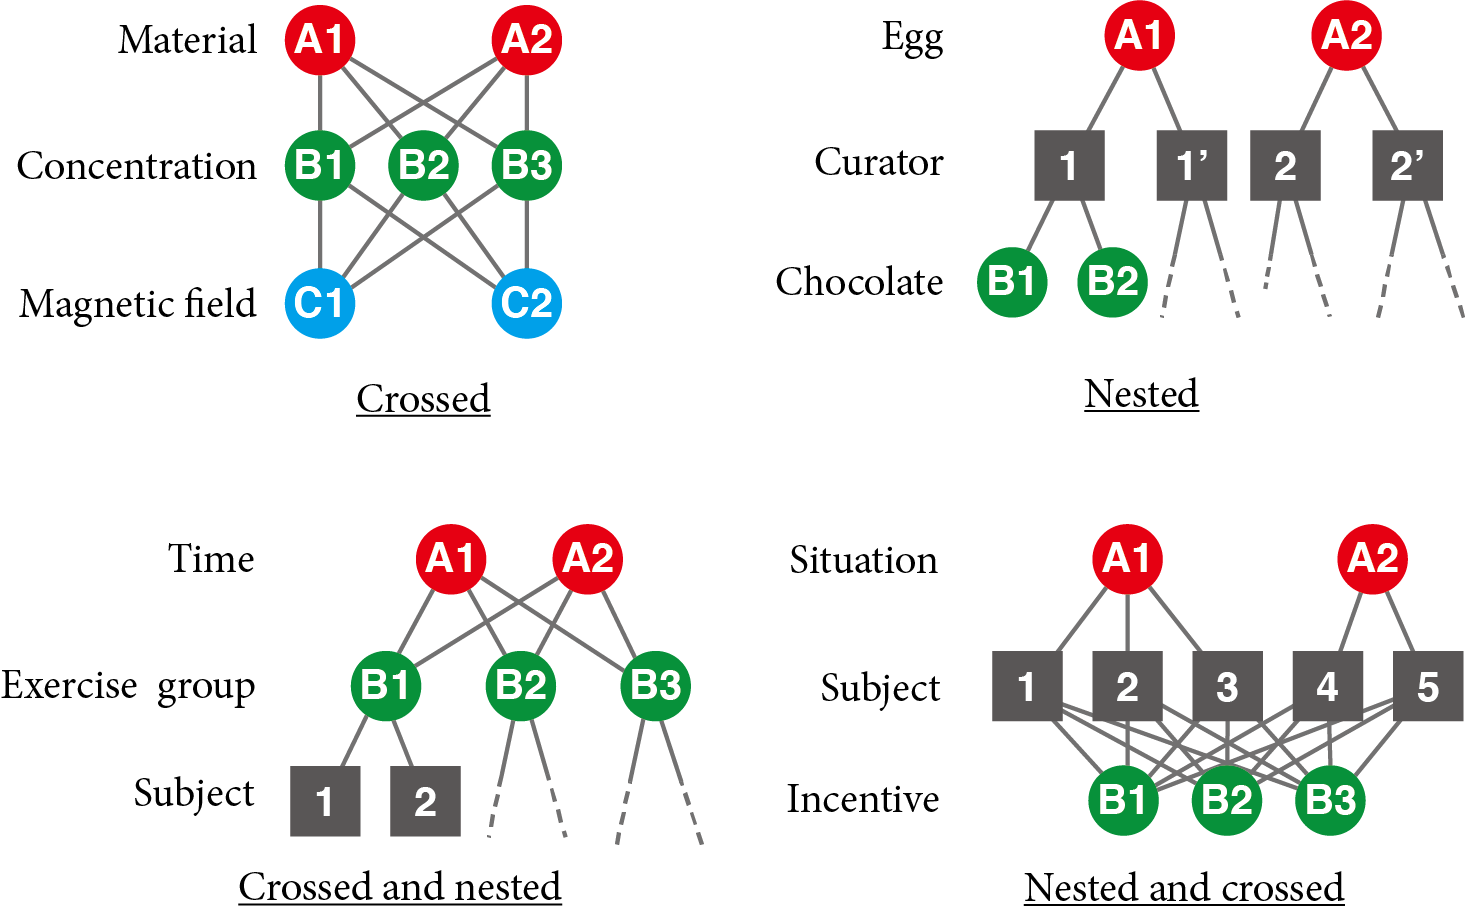 Material A1 A2
Concentration B1 B2 B3
Magnetic field C1 C2
Crossed
Egg A1 A2
Curator 1 1’ 2 2’
Chocolate B1 B2
Nested
Time A1 A2
Exercise group B1 B2 B3
Subject 1 2
Crossed and nested
Situation A1 A2
Subject 1 2 3 4 5
Incentive B1 B2 B3
Nested and crossed